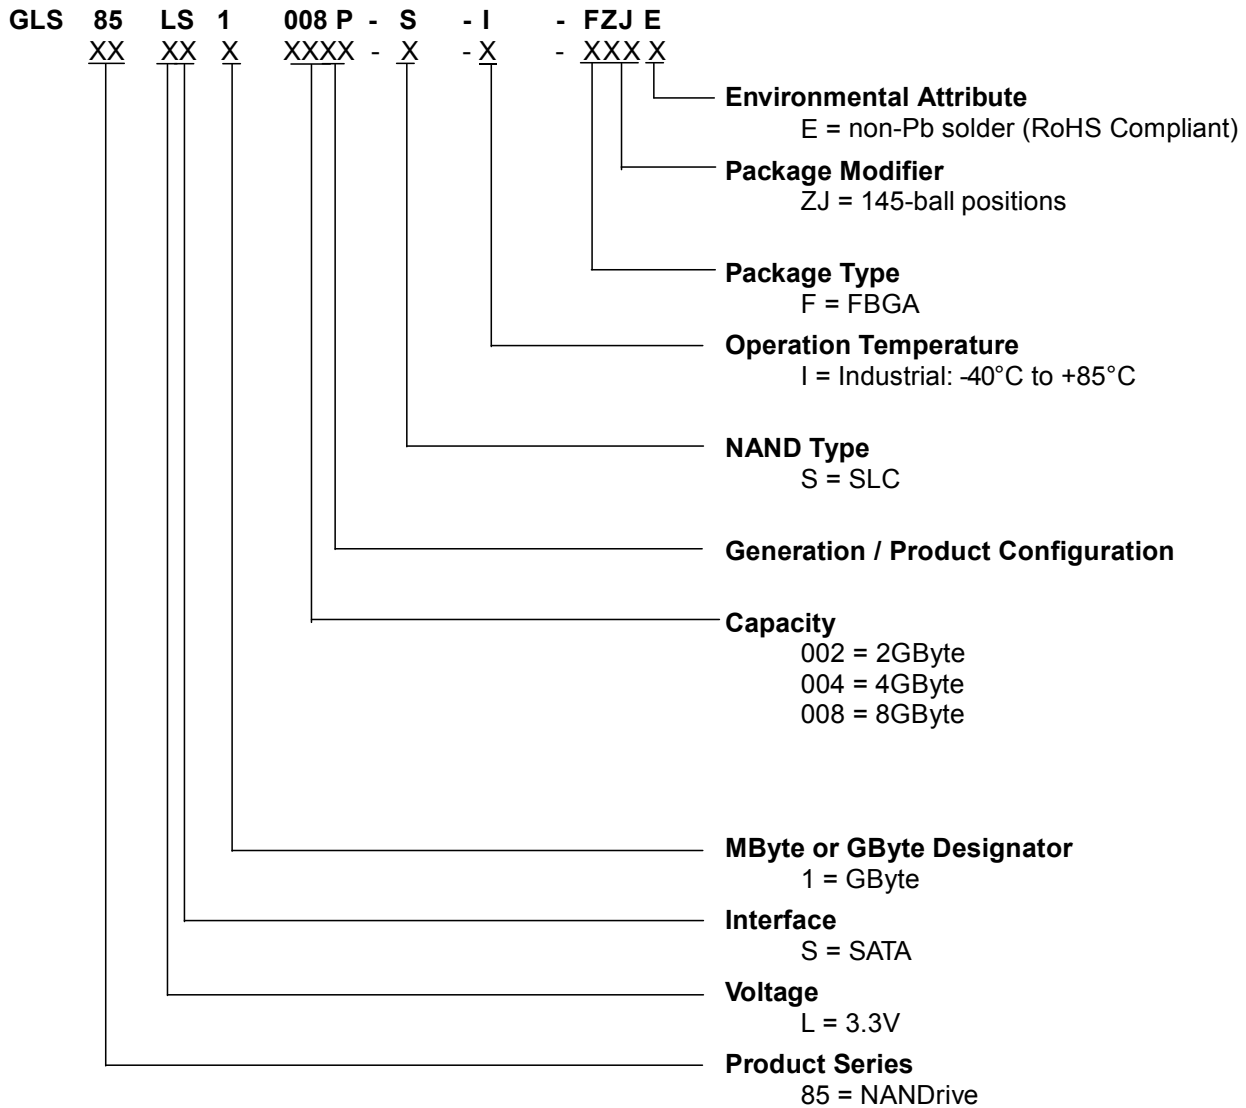 GLS 85 LS 1 008 P - S - I - FZJ E
XX XX X XXXX - X - X - XXX X
Environmental Attribute
E = non-Pb solder (RoHS Compliant)
Package Modifier
ZJ = 145-ball positions
Package Type
F = FBGA
Operation Temperature
I = Industrial: -40°C to +85°C
NAND Type
S = SLC
Generation / Product Configuration
Capacity
002 = 2GByte
004 = 4GByte
008 = 8GByte
MByte or GByte Designator
1 = GByte
Interface
S = SATA
Voltage
L = 3.3V
Product Series
85 = NANDrive